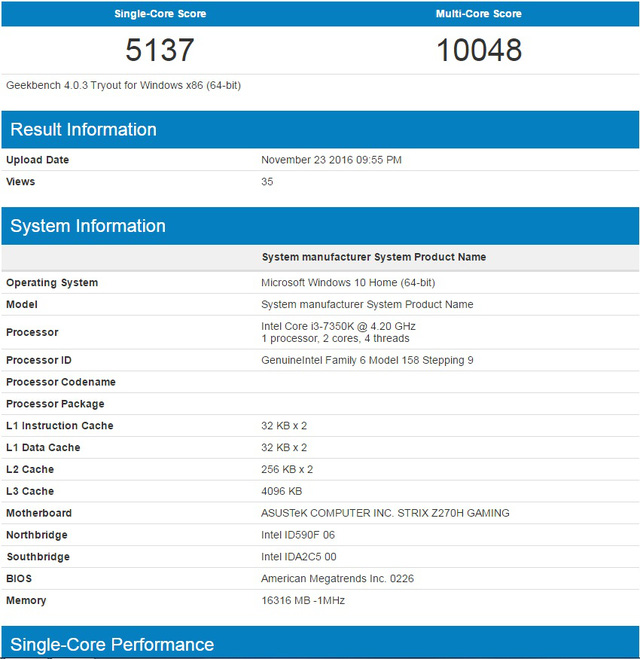 Single-Core Score Multi-Core Score
5137 10048
Geekbench 4.0.3 Tryout for Windows x86 (64-bit)
Result Information
Upload Date November 23 2016 09:55 PM
Views 35
System Information
System manufacturer System Product Name
Operating System Microsoft Windows 10 Home (64-bit)
Model System manufacturer System Product Name
Processor Intel Core i3-7350K @ 4.20 GHz
1 processor, 2 cores, 4 threads
Processor ID GenuineIntel Family 6 Model 158 Stepping 9
Processor Codename
Processor Package
L1 Instruction Cache 32 KB x 2
L1 Data Cache 32 KB x 2
L2 Cache 256 KB x 2
L3 Cache 4096 KB
Motherboard ASUSTeK COMPUTER INC. STRIX Z270H GAMING
Northbridge Intel ID590F 06
Southbridge Intel IDA2C5 00
BIOS American Megatrends Inc. 0226
Memory 16316 MB -1MHz
Single-Core Performance